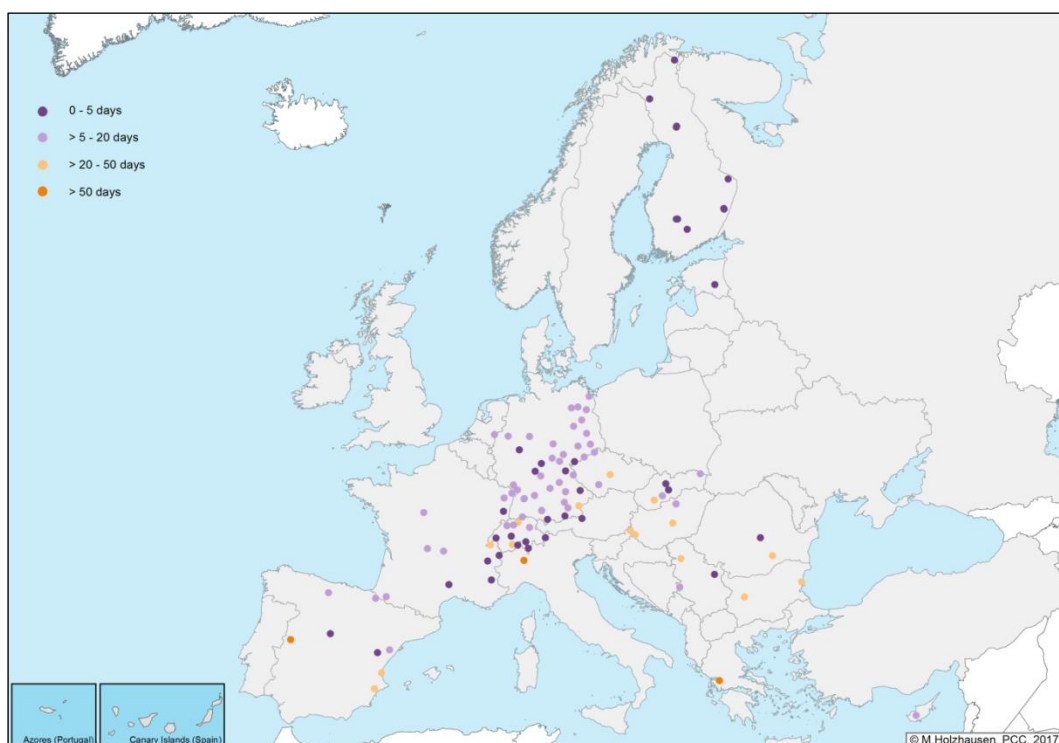 0 - 5 days
> 5 - 20 days
> 20 - 50 days
> 50 days
Azores (Portugal)
Canary Islands (Spain)
© M Holzhausen, PCC, 2017